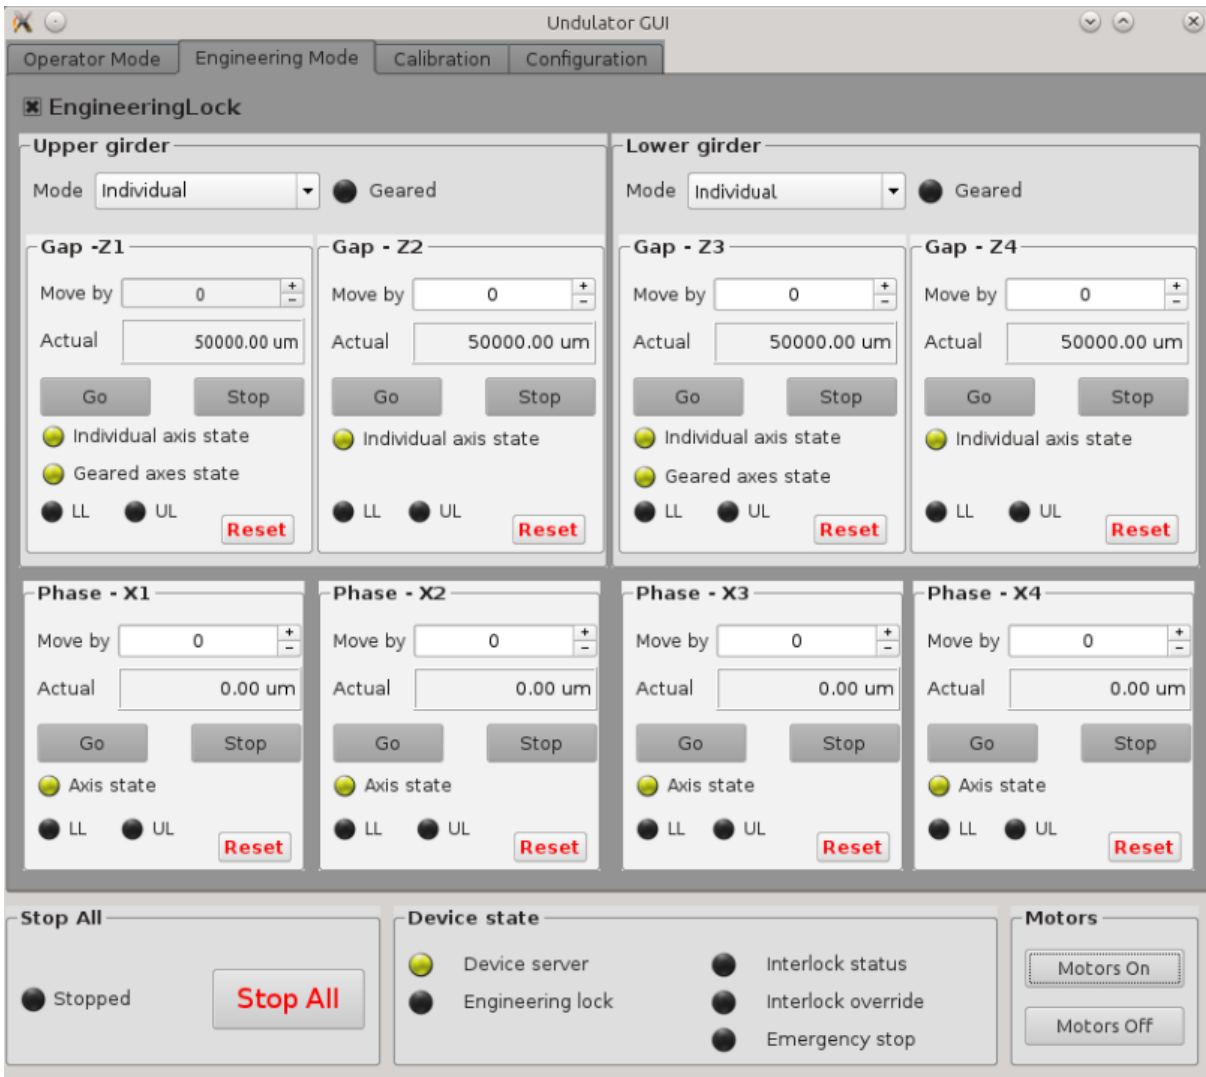 Undulator GUI
Operator Mode Engineering Mode Calibration Configuration
EngineeringLock
Upper girder Lower girder
Mode Individual Geared Mode Individual Geared
Gap -Z1 Gap - Z2 Gap - Z3 Gap - Z4
Move by 0 + - Move by 0 + - Move by 0 + - Move by 0 + -
Actual 50000.00 um Actual 50000.00 um Actual 50000.00 um Actual 50000.00 um
Go Stop Go Stop Go Stop Go Stop
Individual axis state Individual axis state Individual axis state Individual axis state
Geared axes state Geared axes state
LL UL LL UL LL UL LL UL
Reset Reset Reset Reset
Phase - X1 Phase - X2 Phase - X3 Phase - X4
Move by 0 + - Move by 0 + - Move by 0 + - Move by 0 + -
Actual 0.00 um Actual 0.00 um Actual 0.00 um Actual 0.00 um
Go Stop Go Stop Go Stop Go Stop
Axis state Axis state Axis state Axis state
LL UL LL UL LL UL LL UL
Reset Reset Reset Reset
Stop All Device state Motors
Device server Interlock status Motors On
Stopped Stop All Engineering lock Interlock override
Emergency stop Motors Off